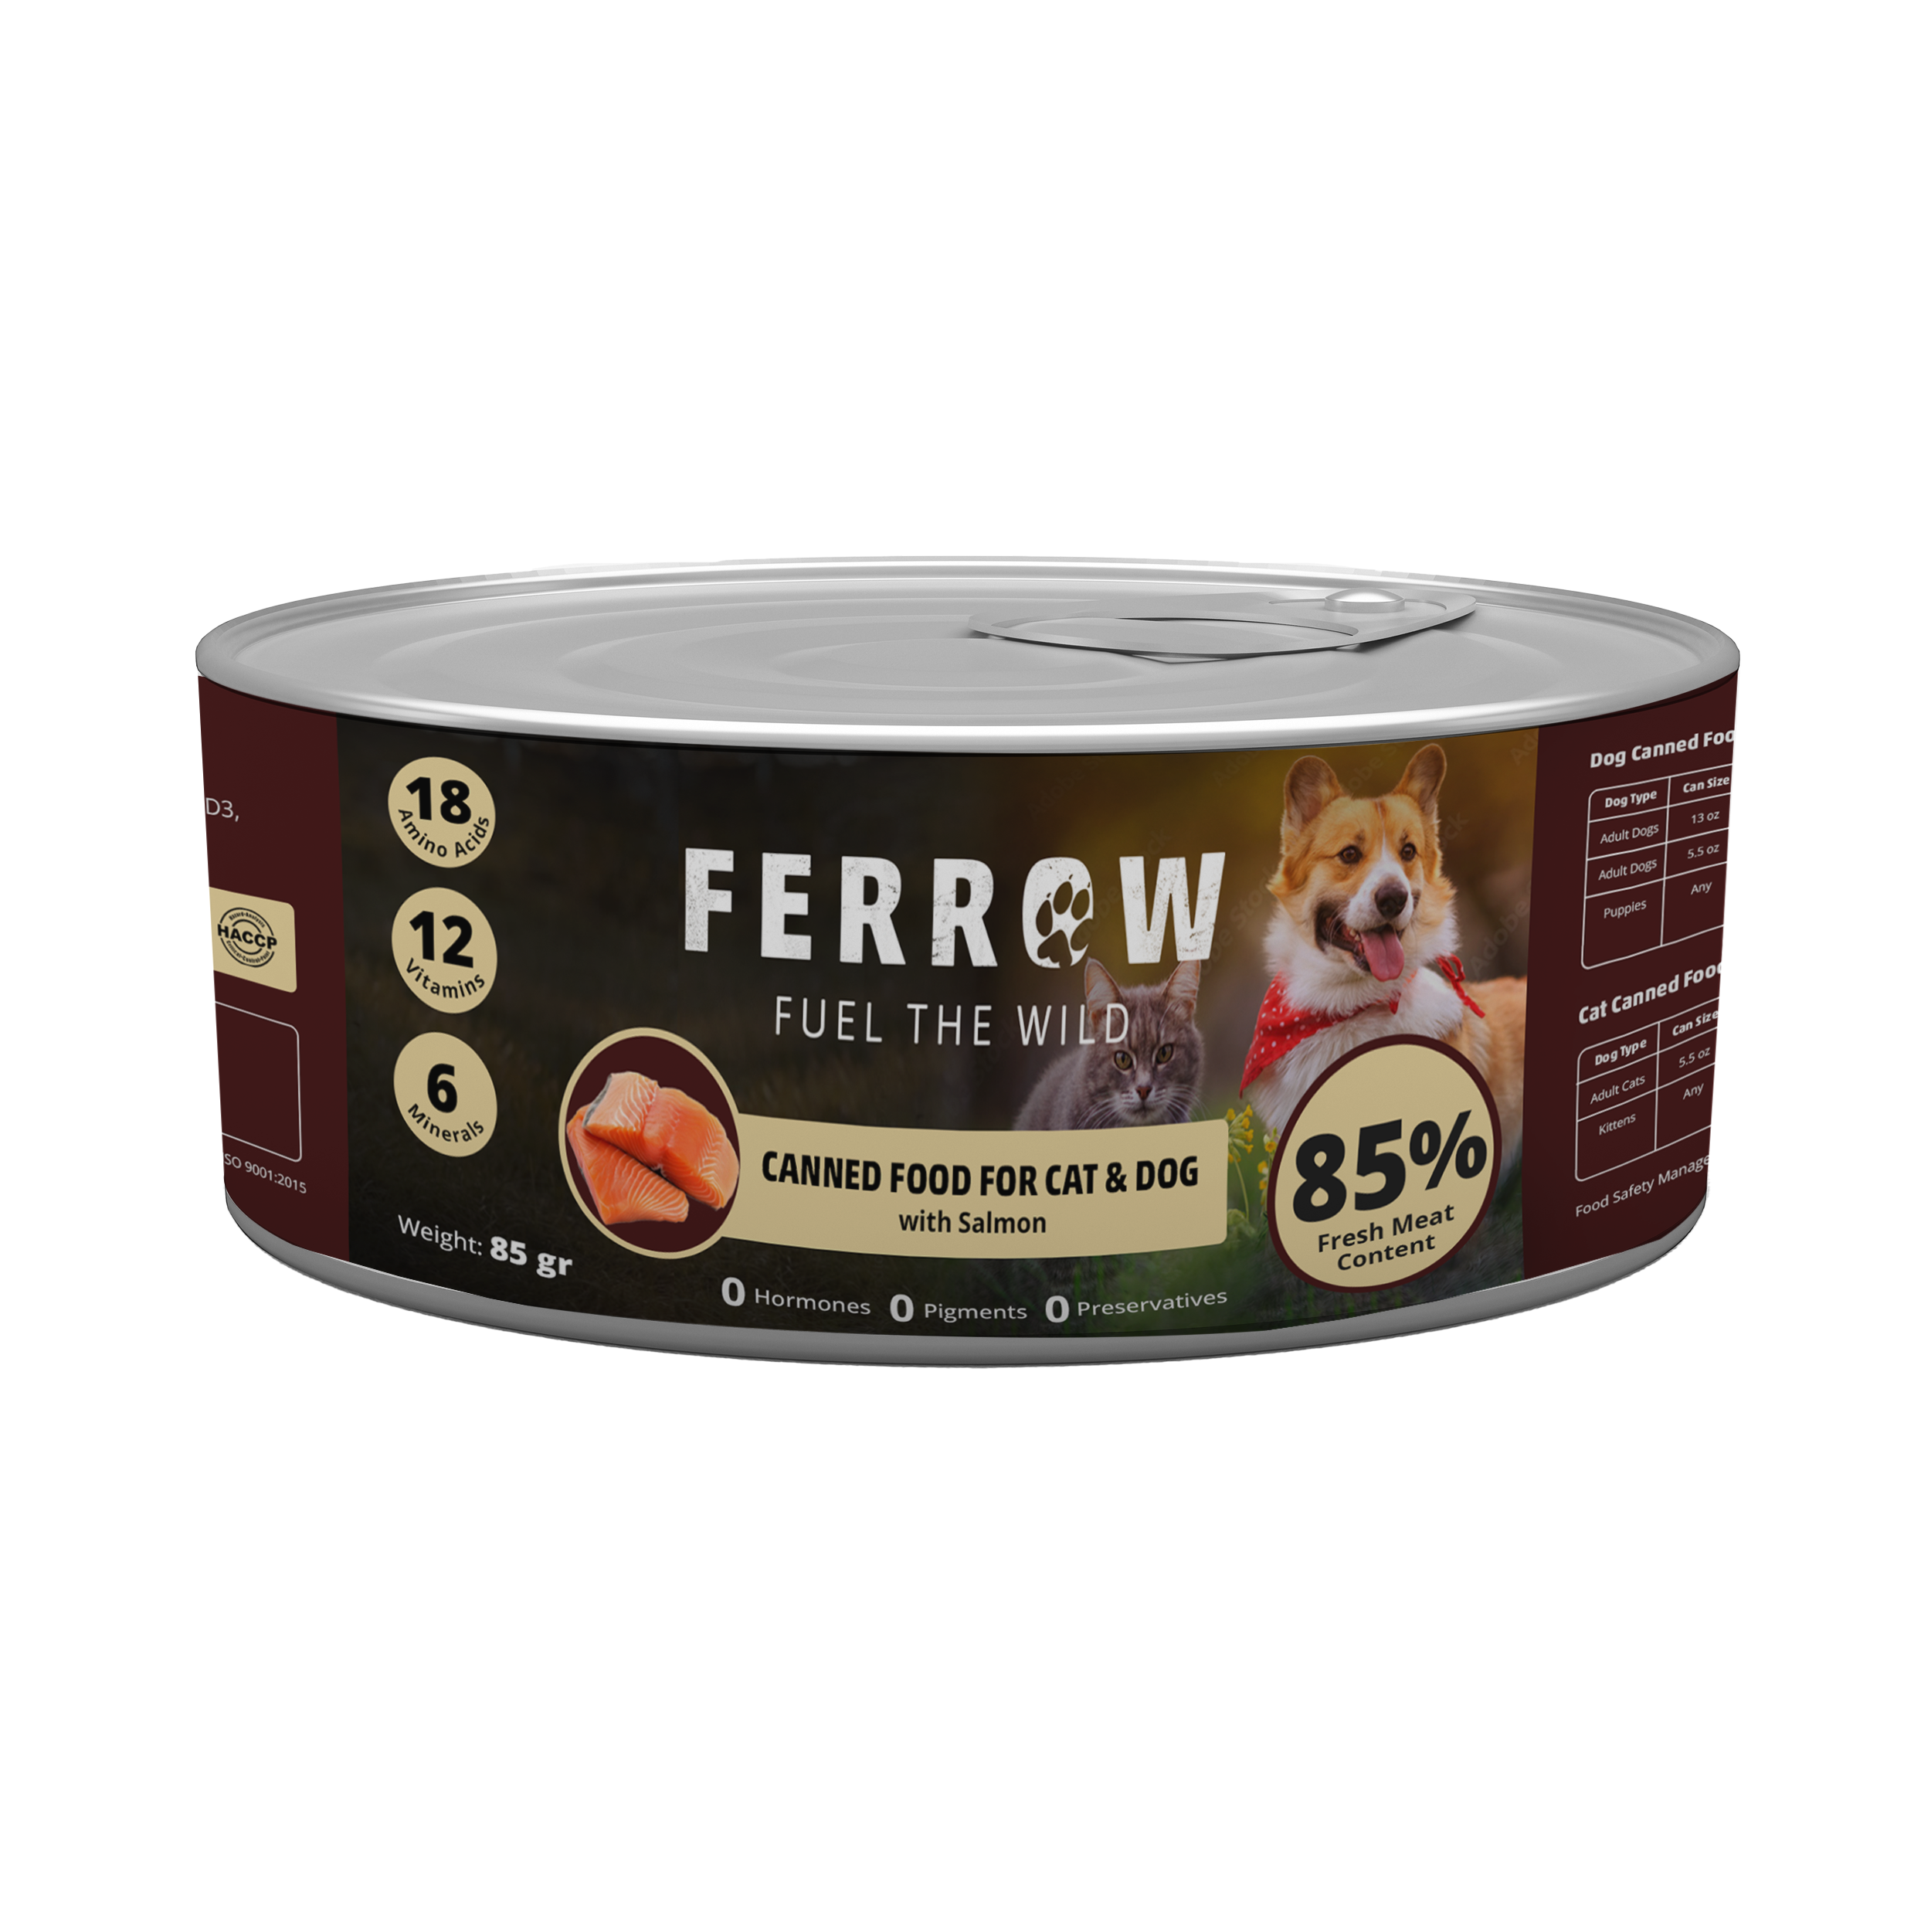 D3,
HACCP
ISO 9001:2015
18
Amino Acids
12
Vitamins
6
Minerals
Weight: 85 gr
FERROW
FUEL THE WILD
CANNED FOOD FOR CAT & DOG
with Salmon
0 Hormones 0 Pigments 0 Preservatives
85%
Fresh Meat
Content
Dog Canned Foo
Dog Type Can Size
Adult Dogs 13 oz
Adult Dogs 5.5 oz
Puppies Any
Cat Canned Food
Dog Type Can Size
Adult Cats 5.5 oz
Kittens Any
Food Safety Manage